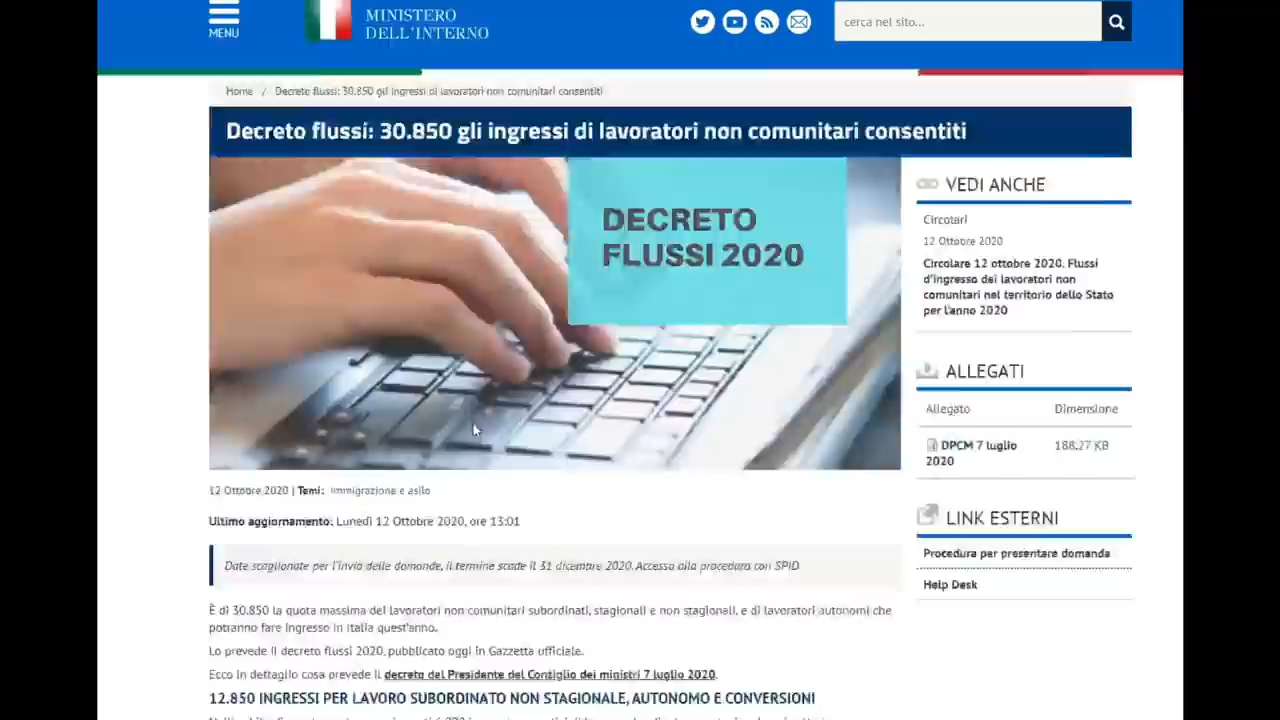 MENU
MINISTERO
DELL'INTERNO
cerca nel sito...
Home / Decreto flussi: 30.850 gli ingressi di lavoratori non comunitari consentiti
Decreto flussi: 30.850 gli ingressi di lavoratori non comunitari consentiti
DECRETO
FLUSSI 2020
VEDI ANCHE
Circolari
12 Ottobre 2020
Circolare 12 ottobre 2020. Flussi
d'ingresso dei lavoratori non
comunitari nel territorio dello Stato
per l'anno 2020
ALLEGATI
Allegato Dimensione
DPCM 7 luglio 188.27 KB
2020
LINK ESTERNI
Procedura per presentare domanda
Help Desk
12 Ottobre 2020 | Temi: Immigrazione e asilo
Ultimo aggiornamento: Lunedì 12 Ottobre 2020, ore 13:01
Date scaglionate per l'invio delle domande, il termine scade il 31 dicembre 2020. Accesso alla procedura con SPID
È di 30.850 la quota massima dei lavoratori non comunitari subordinati, stagionali e non stagionali, e di lavoratori autonomi che
potranno fare ingresso in Italia quest'anno.
Lo prevede il decreto flussi 2020, pubblicato oggi in Gazzetta ufficiale.
Ecco in dettaglio cosa prevede il decreto del Presidente del Consiglio dei ministri 7 luglio 2020.
12.850 INGRESSI PER LAVORO SUBORDINATO NON STAGIONALE, AUTONOMO E CONVERSIONI